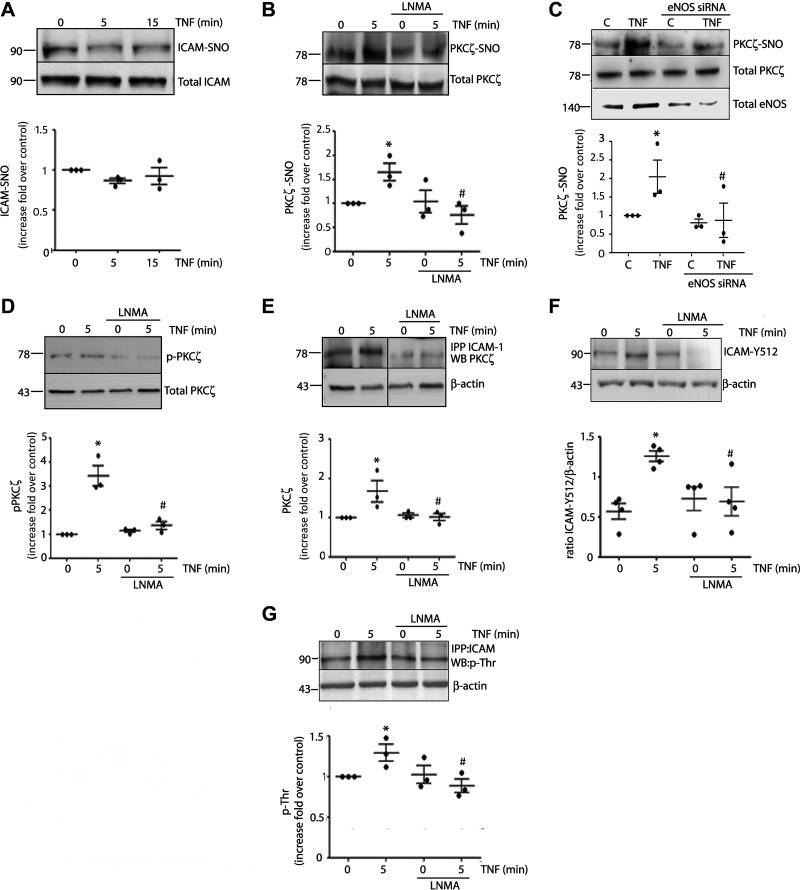 A
0 5 15 TNF (min)
90 ICAM-SNO
90 Total ICAM
ICAM-SNO
(increase fold over control)
1.5
1
0.5
0
0 5 15 TNF (min)
B
LNMA
0 5 0 5 TNF (min)
78 PKCζ-SNO
78 Total PKCζ
PKCζ -SNO
(increase fold over control)
2.5
2
1.5
1
0.5
0
*
#
0 5 0 5 TNF (min)
LNMA
C
eNOS siRNA
C TNF C TNF
78 PKCζ-SNO
78 Total PKCζ
140 Total eNOS
PKCζ -SNO
(increase fold over control)
3
2.5
2
1.5
1
0.5
0
*
#
C TNF C TNF
eNOS siRNA
D
LNMA
0 5 0 5 TNF (min)
78 p-PKCζ
43 Total PKCζ
pPKCζ
(increase fold over control)
5
4
3
2
1
0
*
#
0 5 0 5 TNF (min)
LNMA
E
LNMA
0 5 0 5 TNF (min)
78 IPP ICAM-1
WB PKCζ
43 β-actin
PKCζ
(increase fold over control)
3
2
1
0
*
#
0 5 0 5 TNF (min)
LNMA
F
LNMA
0 5 0 5 TNF (min)
90 ICAM-Y512
43 β-actin
ratio ICAM-Y512/β-actin
1.5
1.0
0.5
0.0
*
#
0 5 0 5 TNF (min)
LNMA
G
LNMA
0 5 0 5 TNF (min)
90 IPP:ICAM
WB:p-Thr
43 β-actin
p-Thr
(increase fold over control)
1.5
1
0.5
0
*
#
0 5 0 5 TNF (min)
LNMA